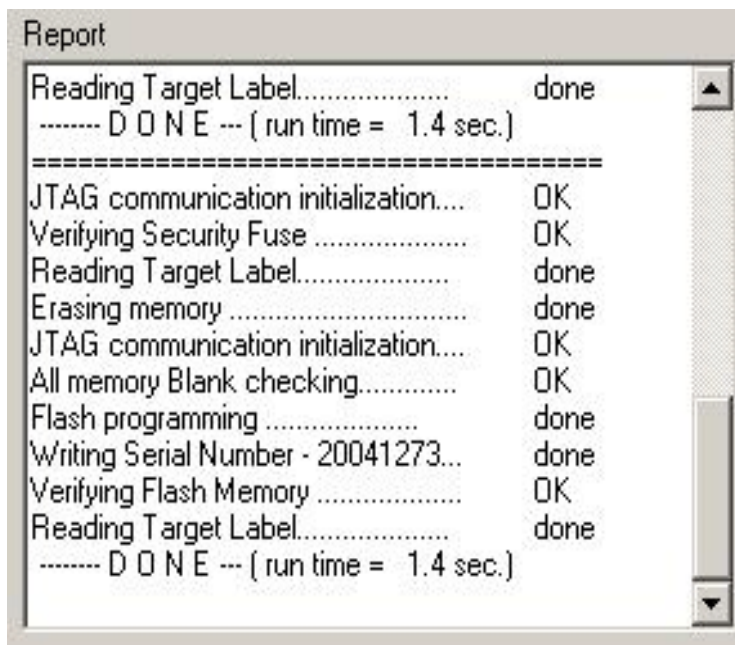 Report
Reading Target Label.................... done
-------- D O N E --- ( run time = 1.4 sec.)
=====================================
JTAG communication initialization.... OK
Verifying Security Fuse .................... OK
Reading Target Label.................... done
Erasing memory ............................... done
JTAG communication initialization.... OK
All memory Blank checking............. OK
Flash programming .................... done
Writing Serial Number - 20041273... done
Verifying Flash Memory ................... OK
Reading Target Label.................... done
-------- D O N E --- ( run time = 1.4 sec.)